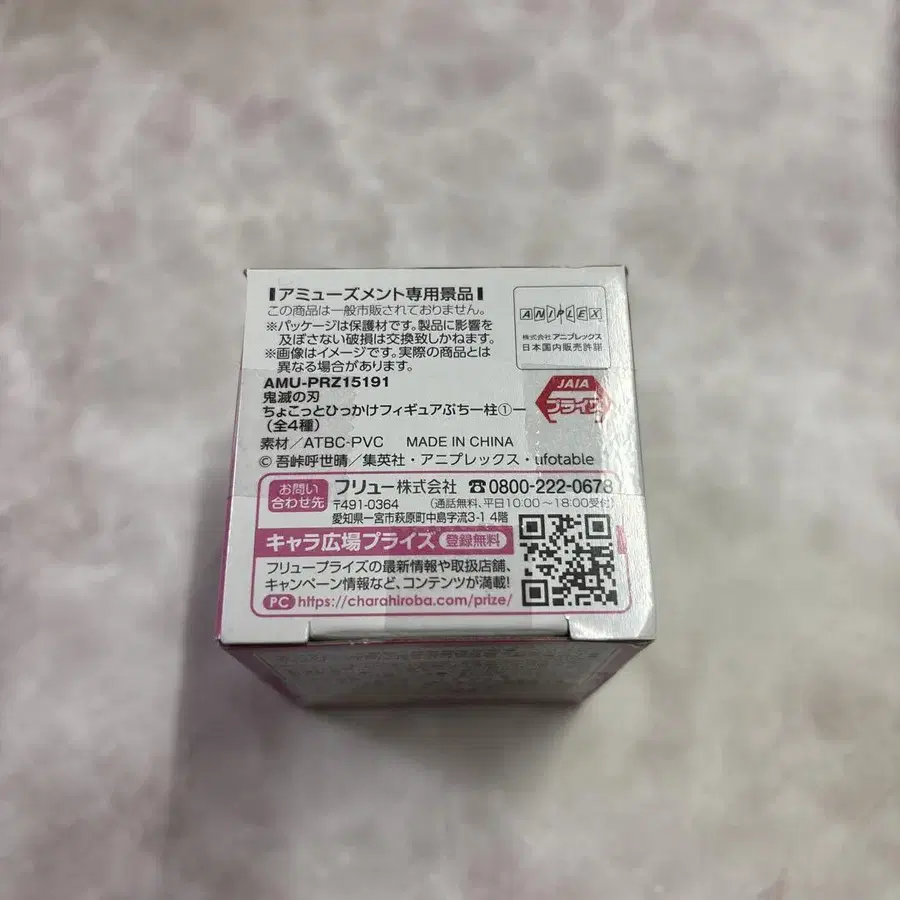 アミューズメント専用景品
この商品は一般市販されておりません。
※パッケージは保護材です。製品に影響を
及ぼさない破損は交換致しかねます。
※画像はイメージです。実際の商品とは
異なる場合があります。
AMU-PRZ15191
鬼滅の刃
ちょこっとひっかけフィギュアぷちー柱①ー
(全4種)
素材/ATBC-PVC MADE IN CHINA
© 吾峠呼世晴/集英社・アニプレックス・ufotable
ANIPLEX
株式会社 アニプレックス
日本国内販売許諾
JAIA
プライズ
お問い
合わせ先
フリュー株式会社 ☎0800-222-0678
〒491-0364 (通話無料、平日10:00~18:00受付)
愛知県一宮市萩原町中島字流3-1 4階
キャラ広場プライズ 登録無料
フリュープライズの最新情報や取扱店舗、
キャンペーン情報など、コンテンツが満載!
PC https://charahiroba.com/prize/